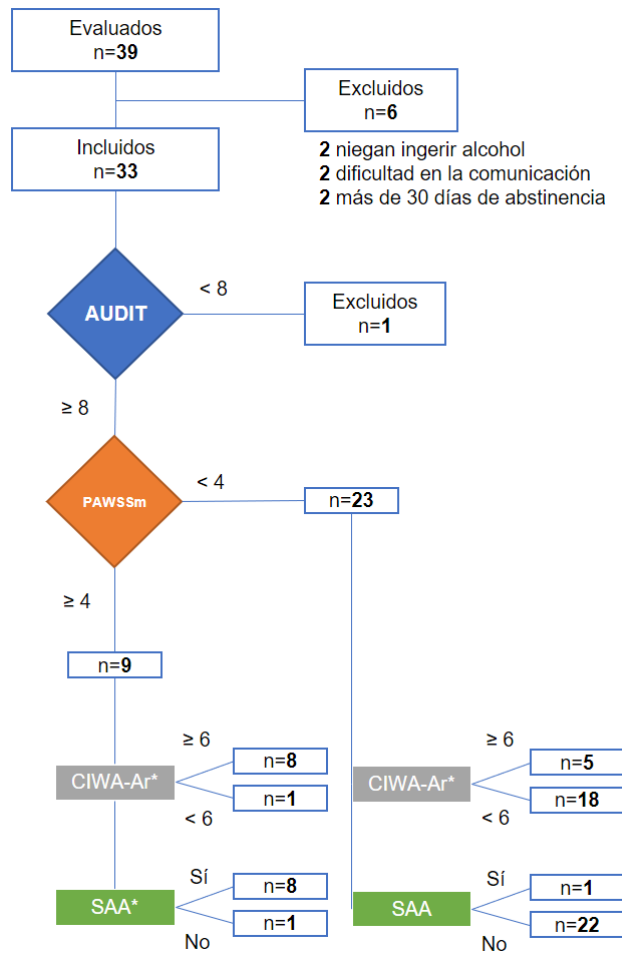 Evaluados
n=39
Excluidos
n=6
Incluidos
n=33
2 niegan ingerir alcohol
2 dificultad en la comunicación
2 más de 30 días de abstinencia
AUDIT
< 8
Excluidos
n=1
≥ 8
PAWSSm
< 4
n=23
≥ 4
n=9
CIWA-Ar*
≥ 6
n=8
n=1
< 6
CIWA-Ar*
≥ 6
n=5
n=18
< 6
SAA*
Sí
n=8
n=1
No
SAA
Sí
n=1
n=22
No